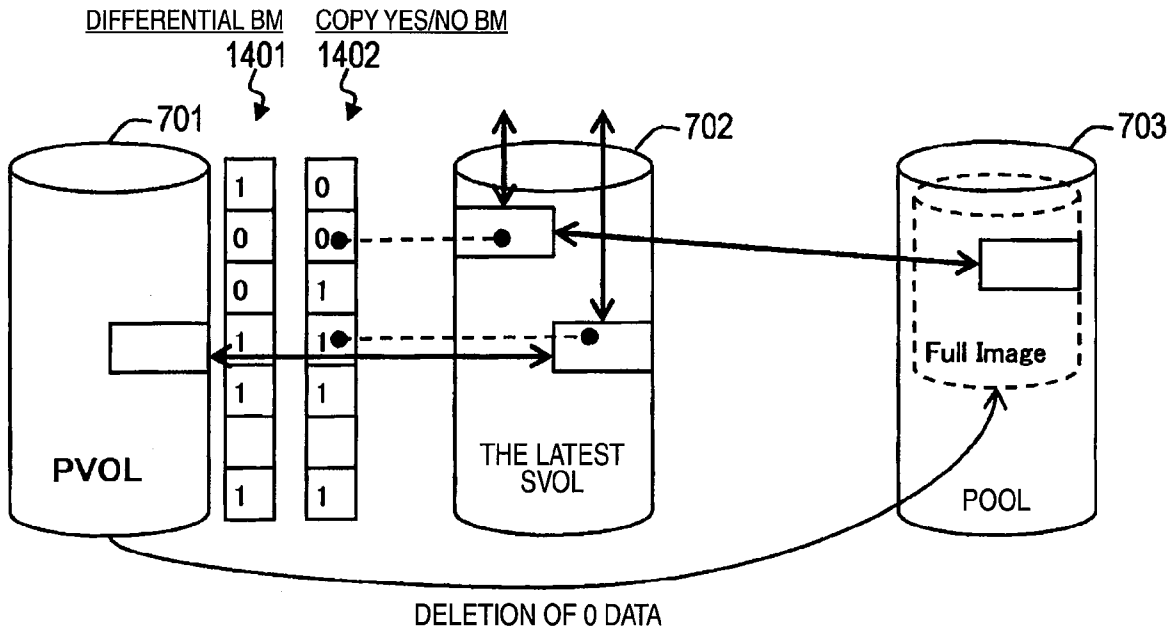 DIFFERENTIAL BM COPY YES/NO BM
1401 1402
701 702 703
1 0
0 0
0 1
1 1
1 1
1 1
Full Image
PVOL
THE LATEST
SVOL
POOL
DELETION OF 0 DATA